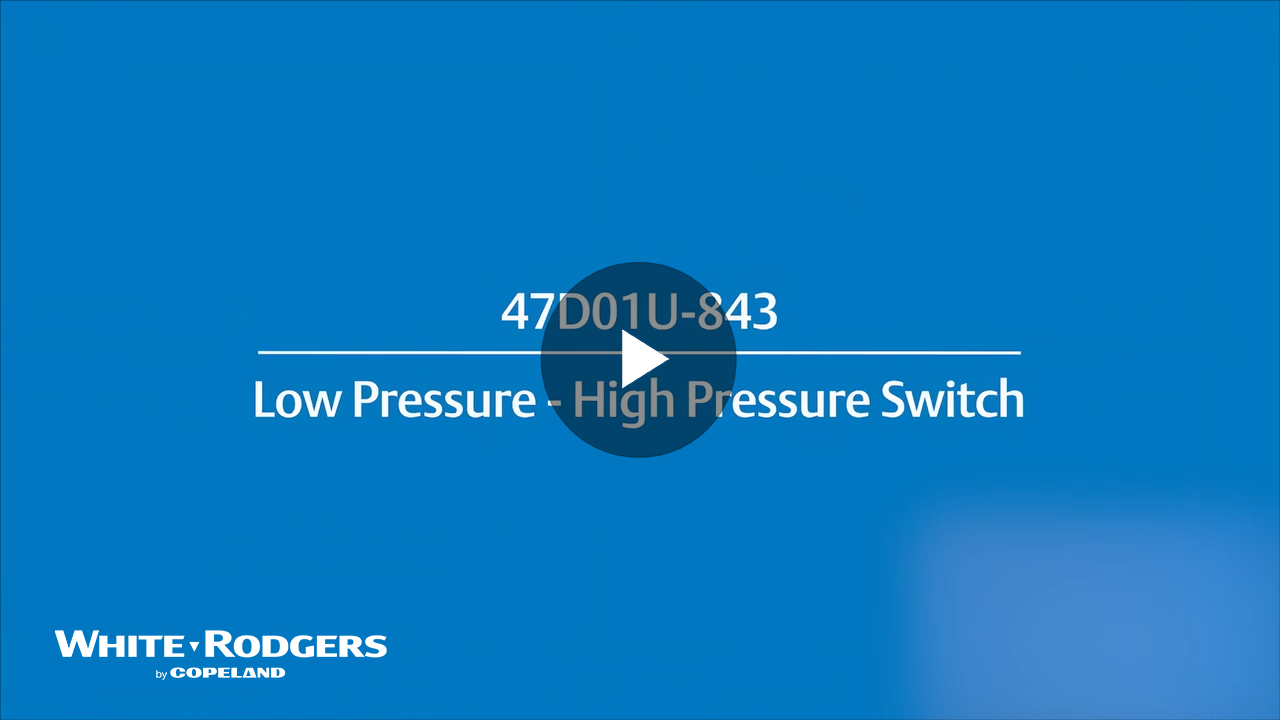 47D01U-843
Low Pressure - High Pressure Switch
WHITE RODGERS
by COPELAND